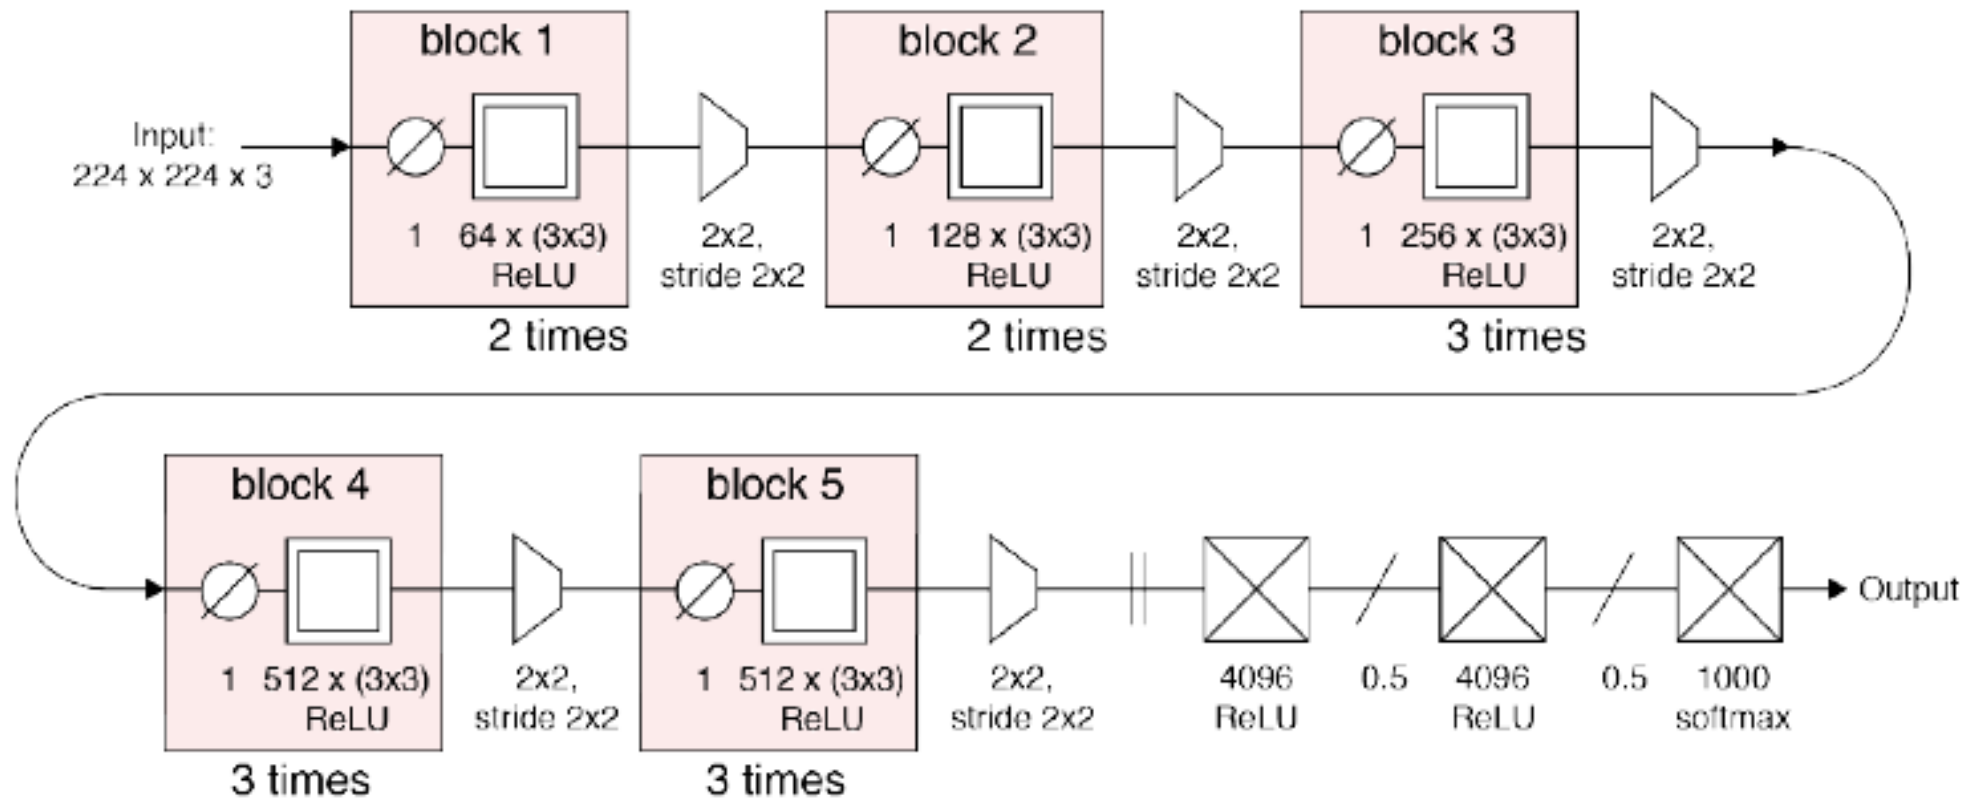 block 1
block 2
block 3
Input:
224 x 224 x 3
1 64 x (3x3)
ReLU
2x2,
stride 2x2
1 128 x (3x3)
ReLU
2x2,
stride 2x2
1 256 x (3x3)
ReLU
2x2,
stride 2x2
2 times
2 times
3 times
block 4
block 5
Output
1 512 x (3x3)
ReLU
2x2,
stride 2x2
1 512 x (3x3)
ReLU
2x2,
stride 2x2
4096
ReLU
0.5
4096
ReLU
0.5
1000
softmax
3 times
3 times